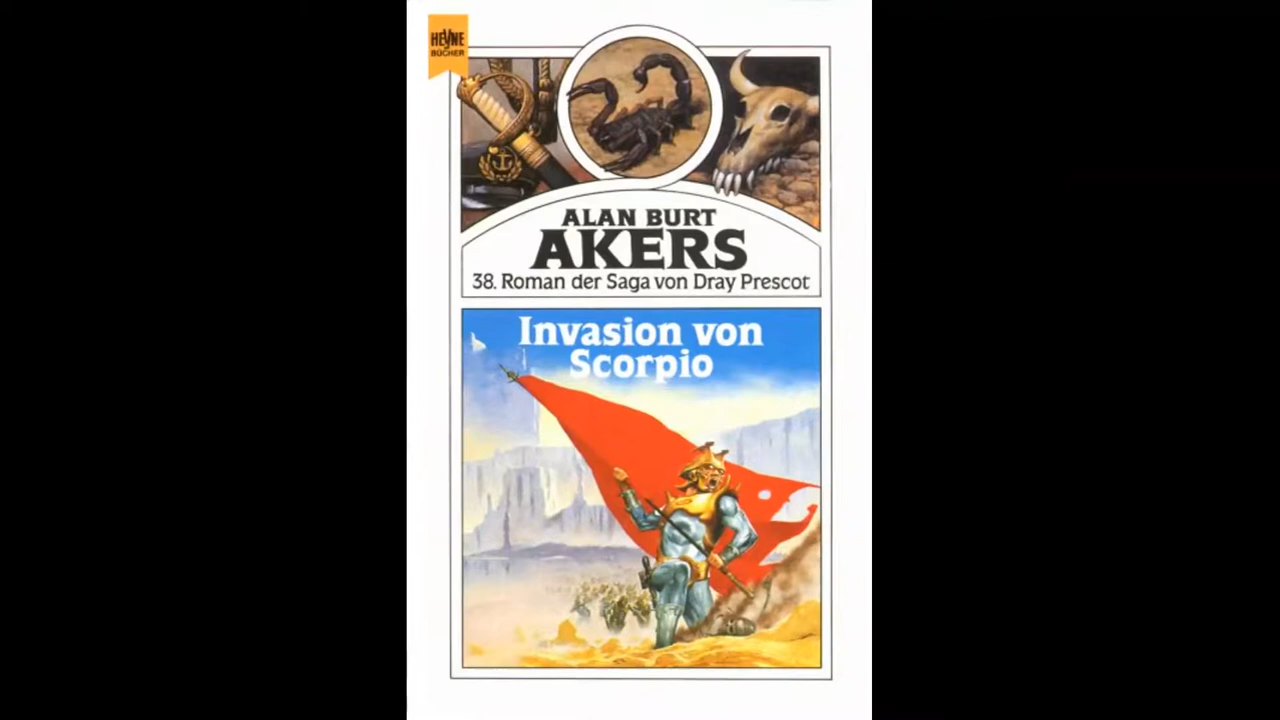 HEYNE
BÜCHER
ALAN BURT
AKERS
38. Roman der Saga von Dray Prescot
Invasion von
Scorpio